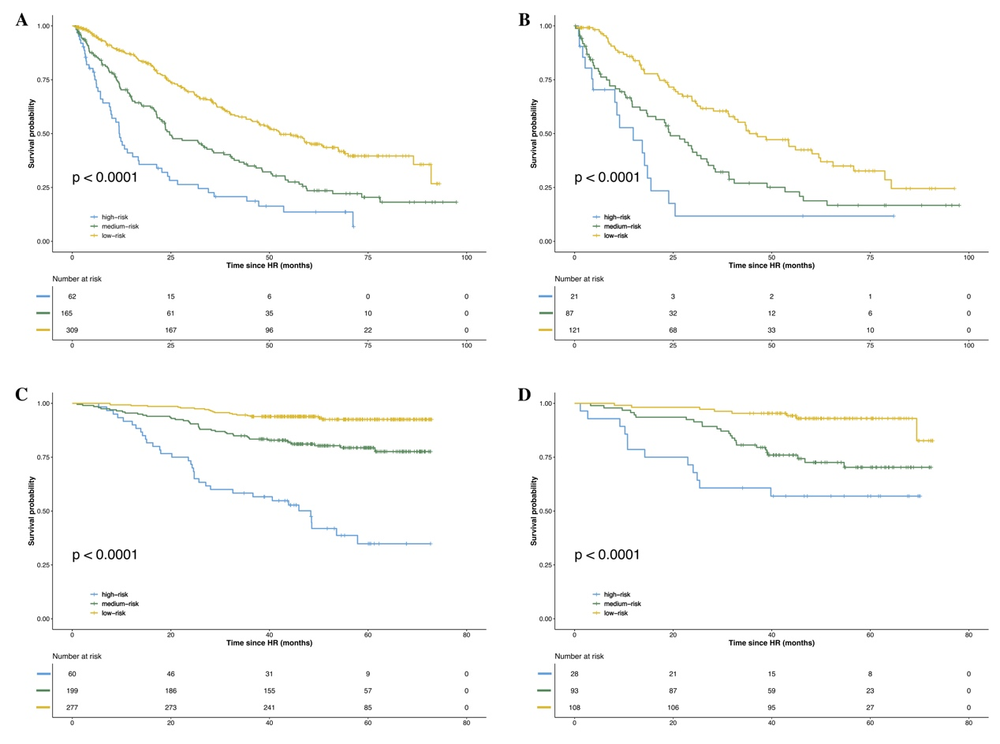 A
1.00
0.75
0.50
0.25
0.00
Survival probability
p < 0.0001
high−risk
medium−risk
low−risk
0 25 50 75 100
Time since HR (months)
Number at risk
62 15 6 0 0
165 61 35 10 0
309 167 96 22 0
0 25 50 75 100
B
1.00
0.75
0.50
0.25
0.00
Survival probability
p < 0.0001
high−risk
medium−risk
low−risk
0 25 50 75 100
Time since HR (months)
Number at risk
21 3 2 1 0
87 32 12 6 0
121 68 33 10 0
0 25 50 75 100
C
1.00
0.75
0.50
0.25
0.00
Survival probability
p < 0.0001
high−risk
medium−risk
low−risk
0 20 40 60 80
Time since HR (months)
Number at risk
60 46 31 9 0
199 186 155 57 0
277 273 241 85 0
0 20 40 60 80
D
1.00
0.75
0.50
0.25
0.00
Survival probability
p < 0.0001
high−risk
medium−risk
low−risk
0 20 40 60 80
Time since HR (months)
Number at risk
28 21 15 8 0
93 87 59 23 0
108 106 95 27 0
0 20 40 60 80